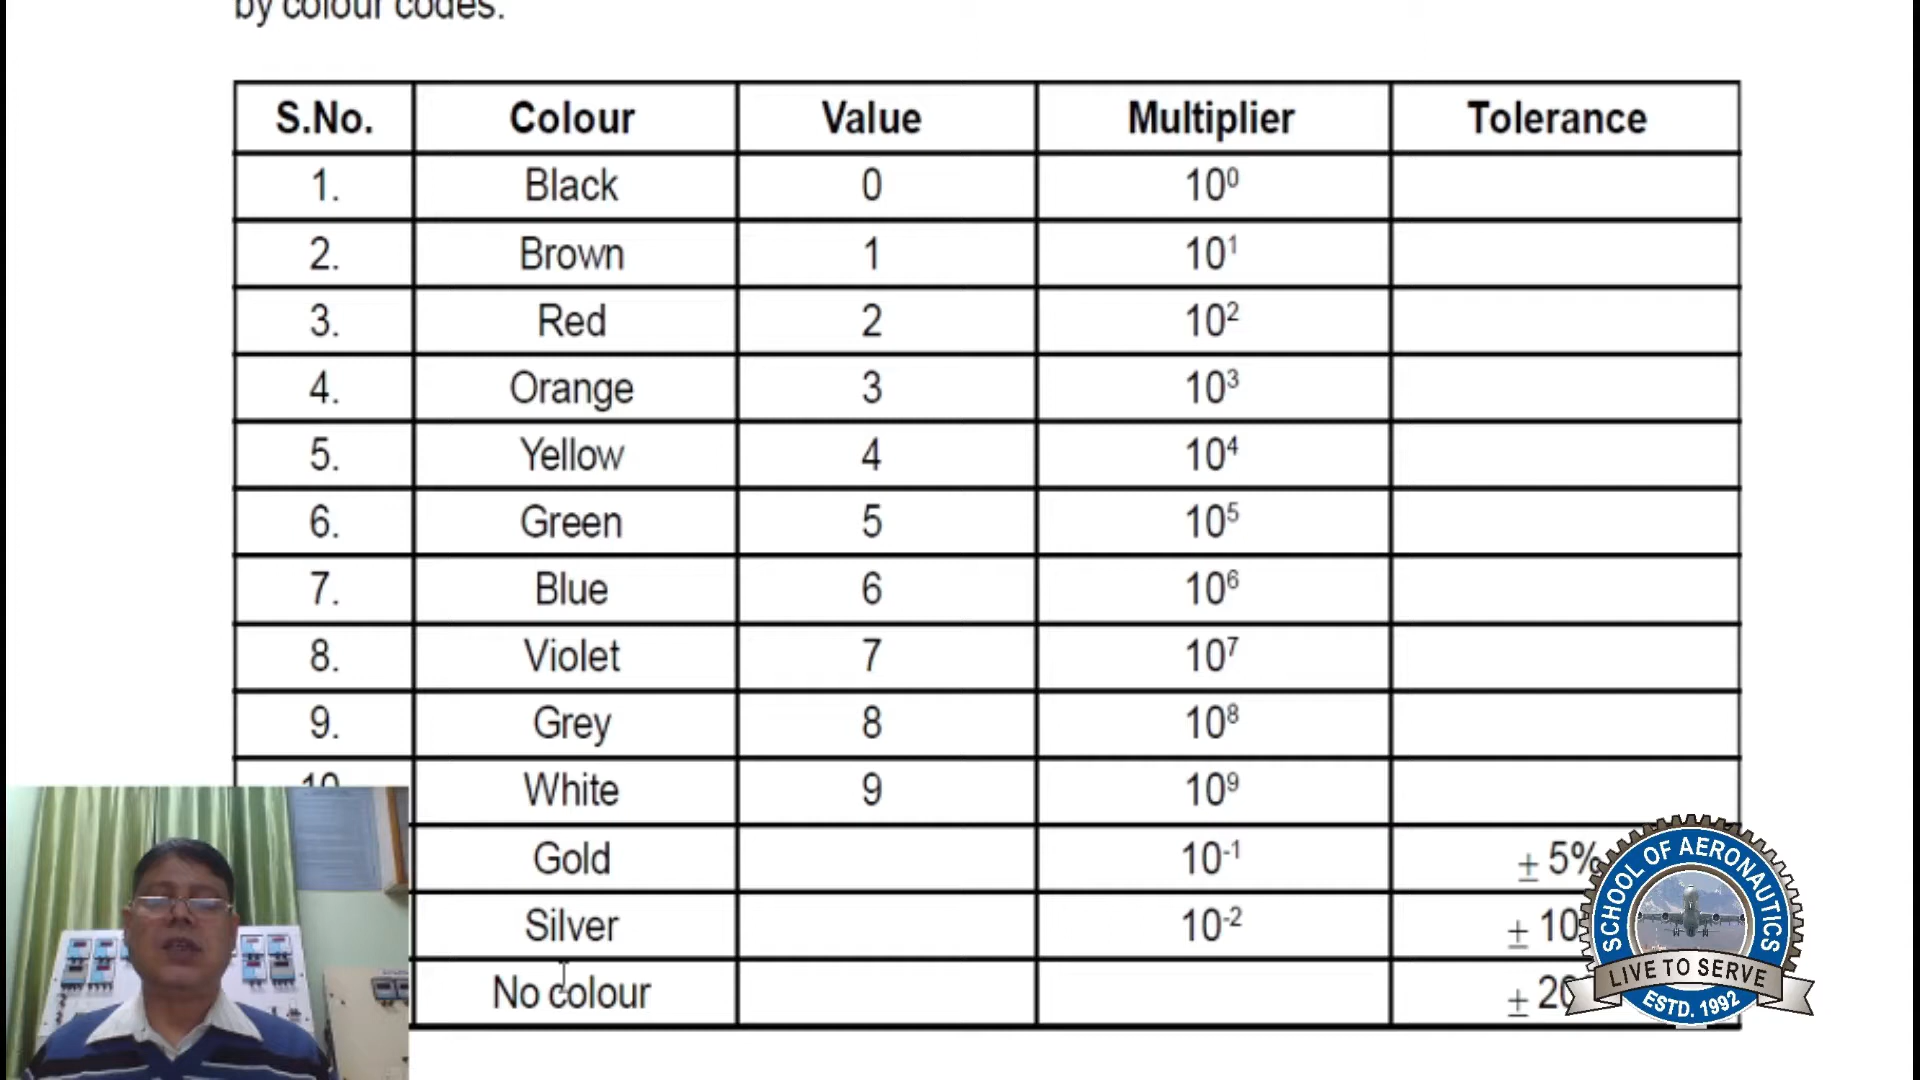 by colour codes.
S.No. Colour Value Multiplier Tolerance
1. Black 0 10⁰
2. Brown 1 10¹
3. Red 2 10²
4. Orange 3 10³
5. Yellow 4 10⁴
6. Green 5 10⁵
7. Blue 6 10⁶
8. Violet 7 10⁷
9. Grey 8 10⁸
10 White 9 10⁹
Gold 10⁻¹ ± 5%
Silver 10⁻² ± 10
No colour ± 20
SCHOOL OF AERONAUTICS
LIVE TO SERVE
ESTD. 1992